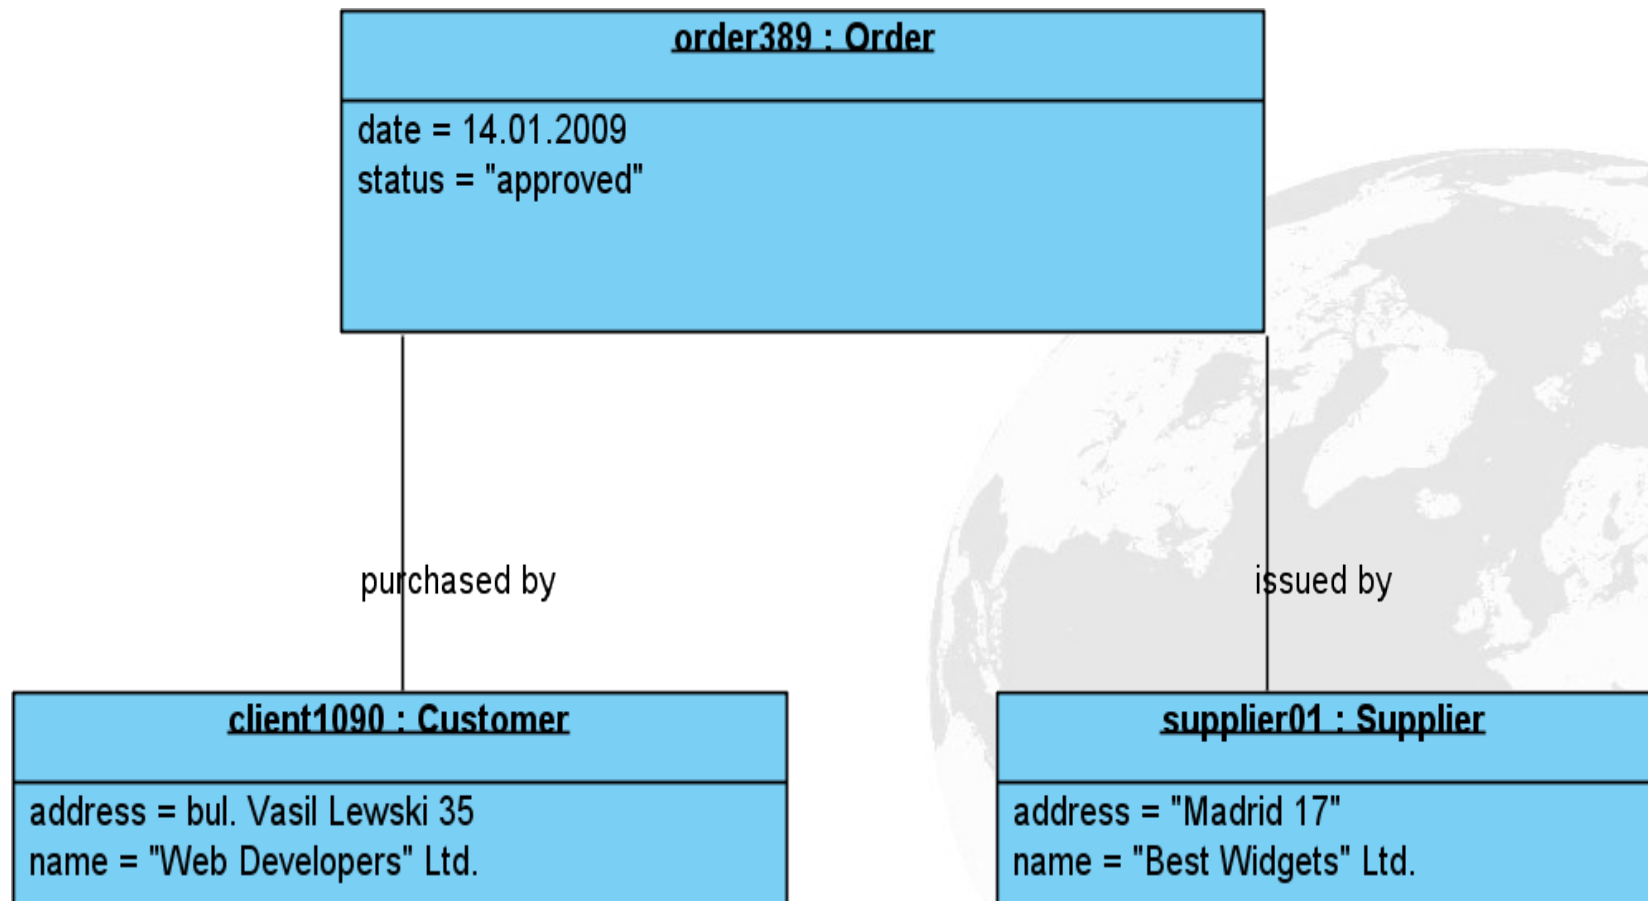 order389 : Order
date = 14.01.2009
status = "approved"
purchased by
issued by
client1090 : Customer
address = bul. Vasil Lewski 35
name = "Web Developers" Ltd.
supplier01 : Supplier
address = "Madrid 17"
name = "Best Widgets" Ltd.